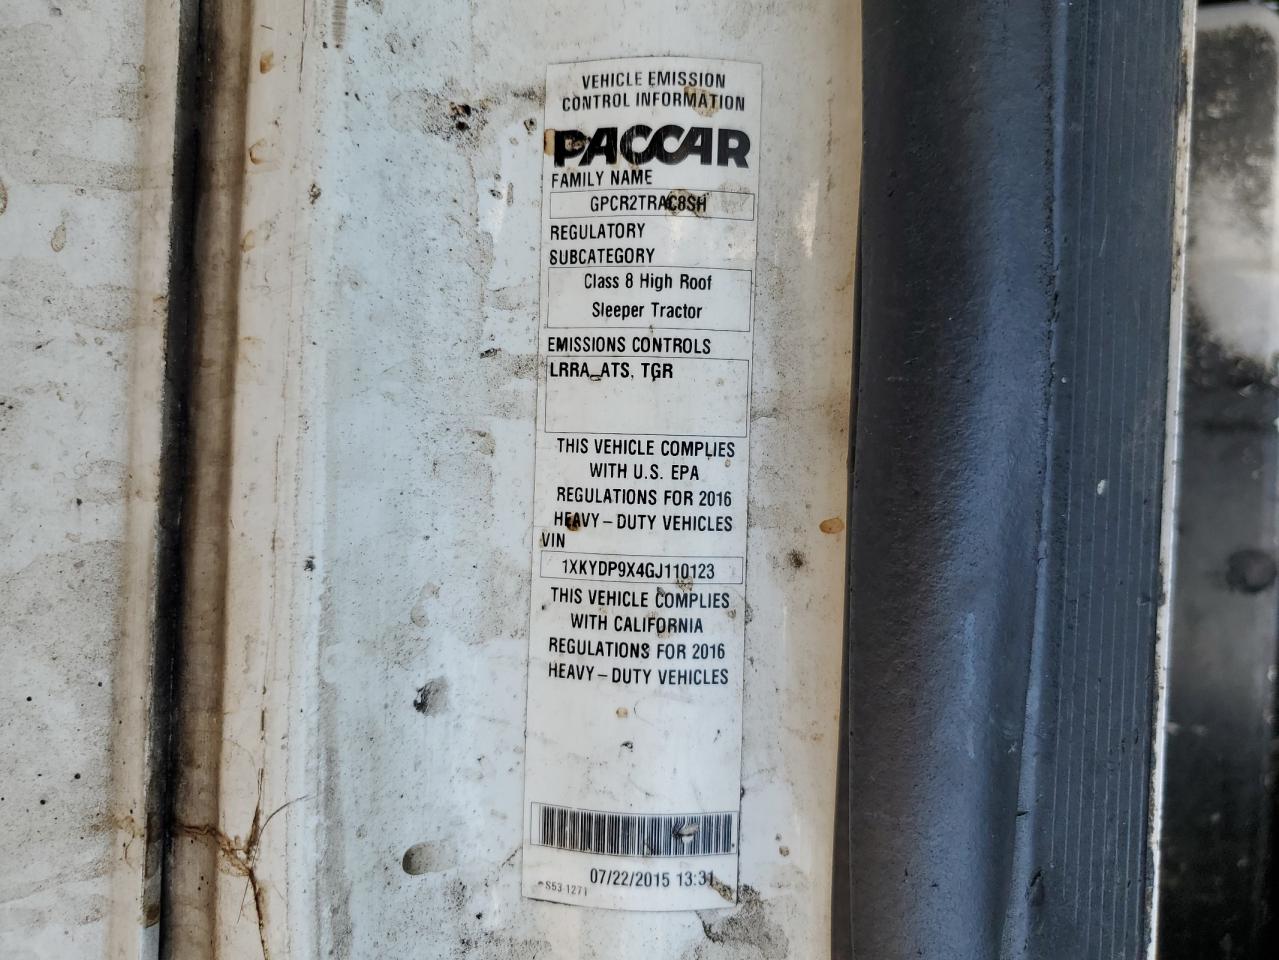 VEHICLE EMISSION
CONTROL INFORMATION
PACCAR
FAMILY NAME
GPCR2TRAC8SH
REGULATORY
SUBCATEGORY
Class 8 High Roof
Sleeper Tractor
EMISSIONS CONTROLS
LRRA_ATS, TGR
THIS VEHICLE COMPLIES
WITH U.S. EPA
REGULATIONS FOR 2016
HEAVY-DUTY VEHICLES
VIN
1XKYDP9X4GJ110123
THIS VEHICLE COMPLIES
WITH CALIFORNIA
REGULATIONS FOR 2016
HEAVY-DUTY VEHICLES
07/22/2015 13:31
S53-1271